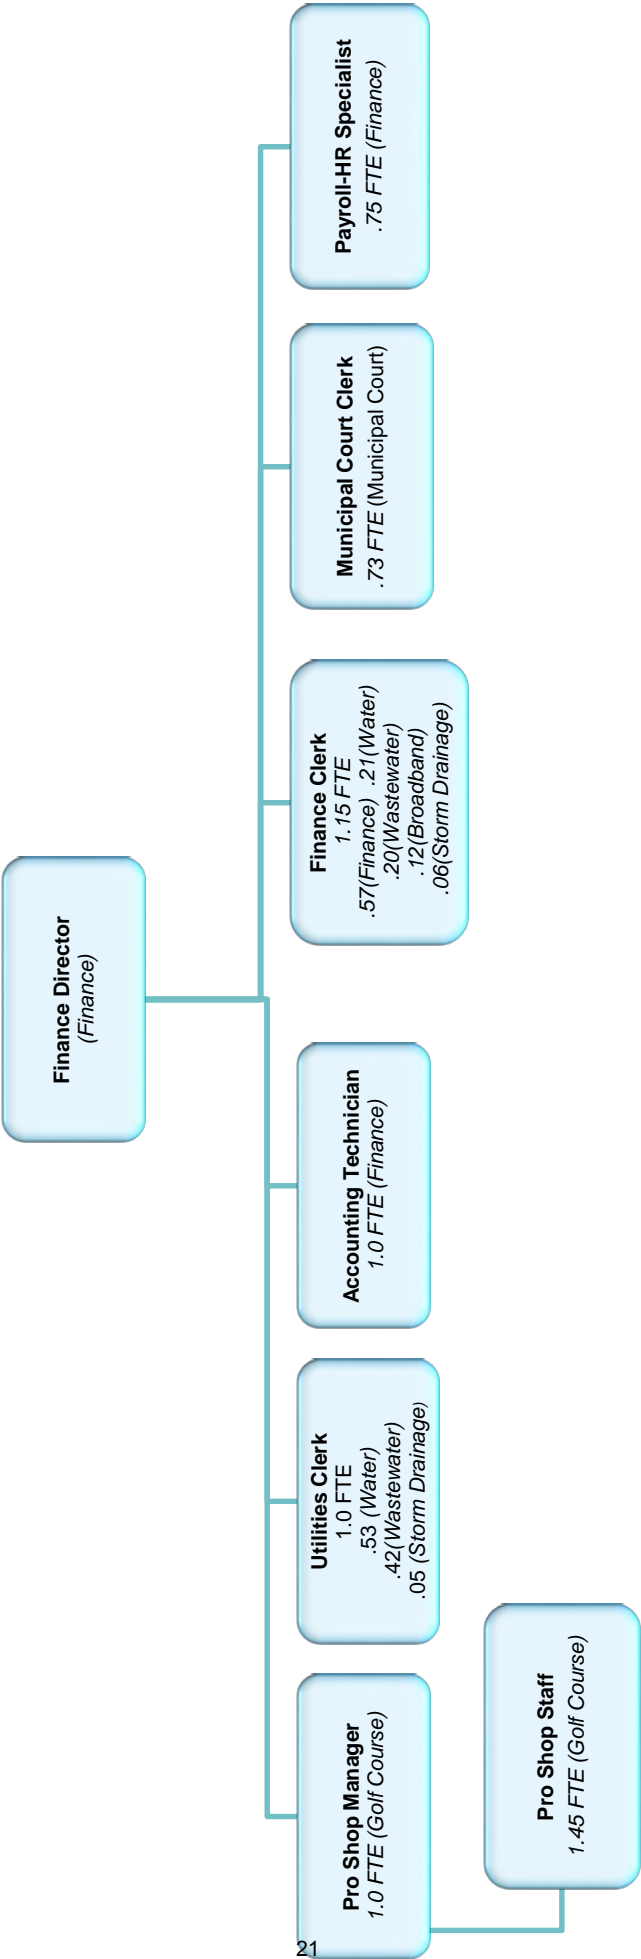 Finance Director
(Finance)
Pro Shop Manager
1.0 FTE (Golf Course)
Utilities Clerk
1.0 FTE
.53 (Water)
.42(Wastewater)
.05 (Storm Drainage)
Accounting Technician
1.0 FTE (Finance)
Finance Clerk
1.15 FTE
.57(Finance) .21(Water)
.20(Wastewater)
.12(Broadband)
.06(Storm Drainage)
Municipal Court Clerk
.73 FTE (Municipal Court)
Payroll-HR Specialist
.75 FTE (Finance)
Pro Shop Staff
1.45 FTE (Golf Course)
21